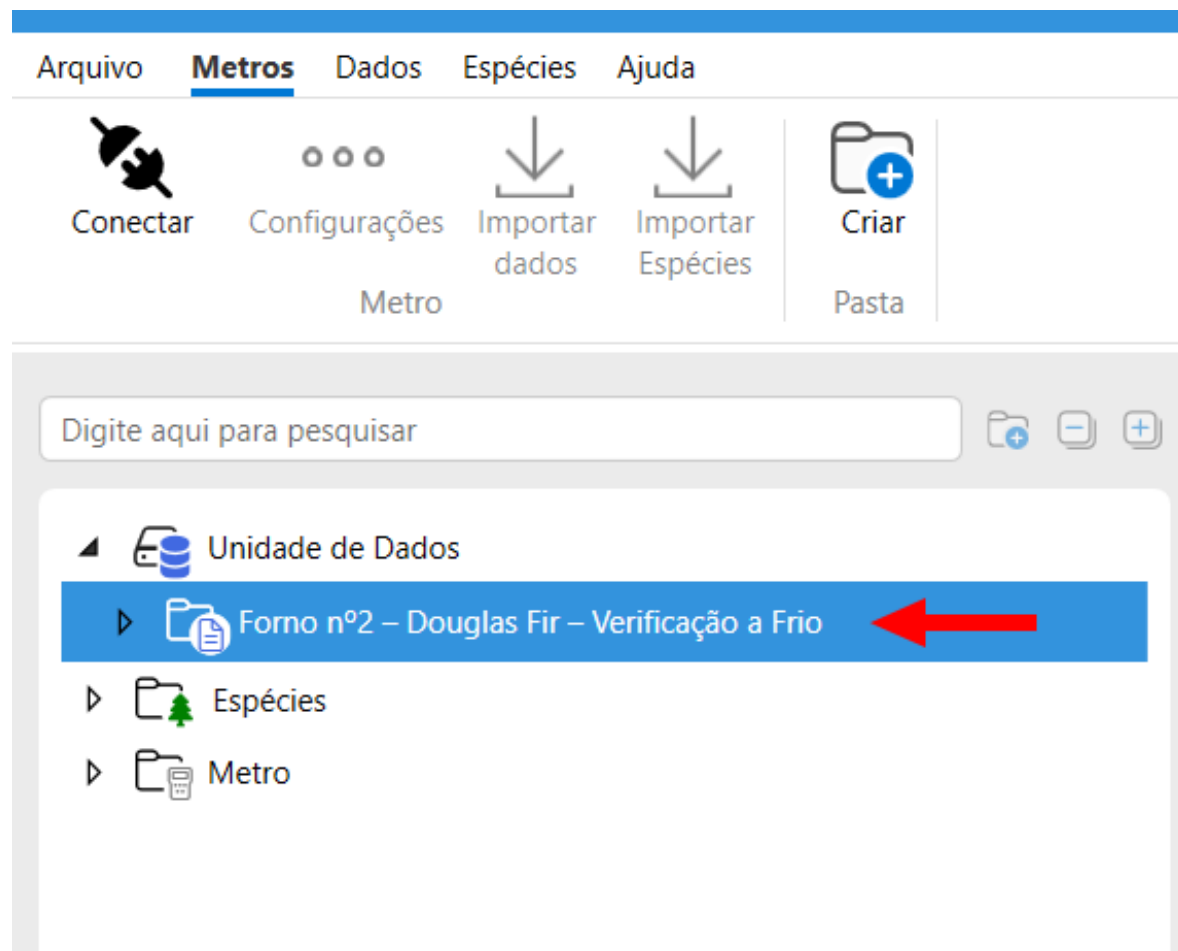 Arquivo Metros Dados Espécies Ajuda
Conectar Configurações Importar dados Importar Espécies Criar
Metro Pasta
Digite aqui para pesquisar
Unidade de Dados
Forno nº2 – Douglas Fir – Verificação a Frio
Espécies
Metro